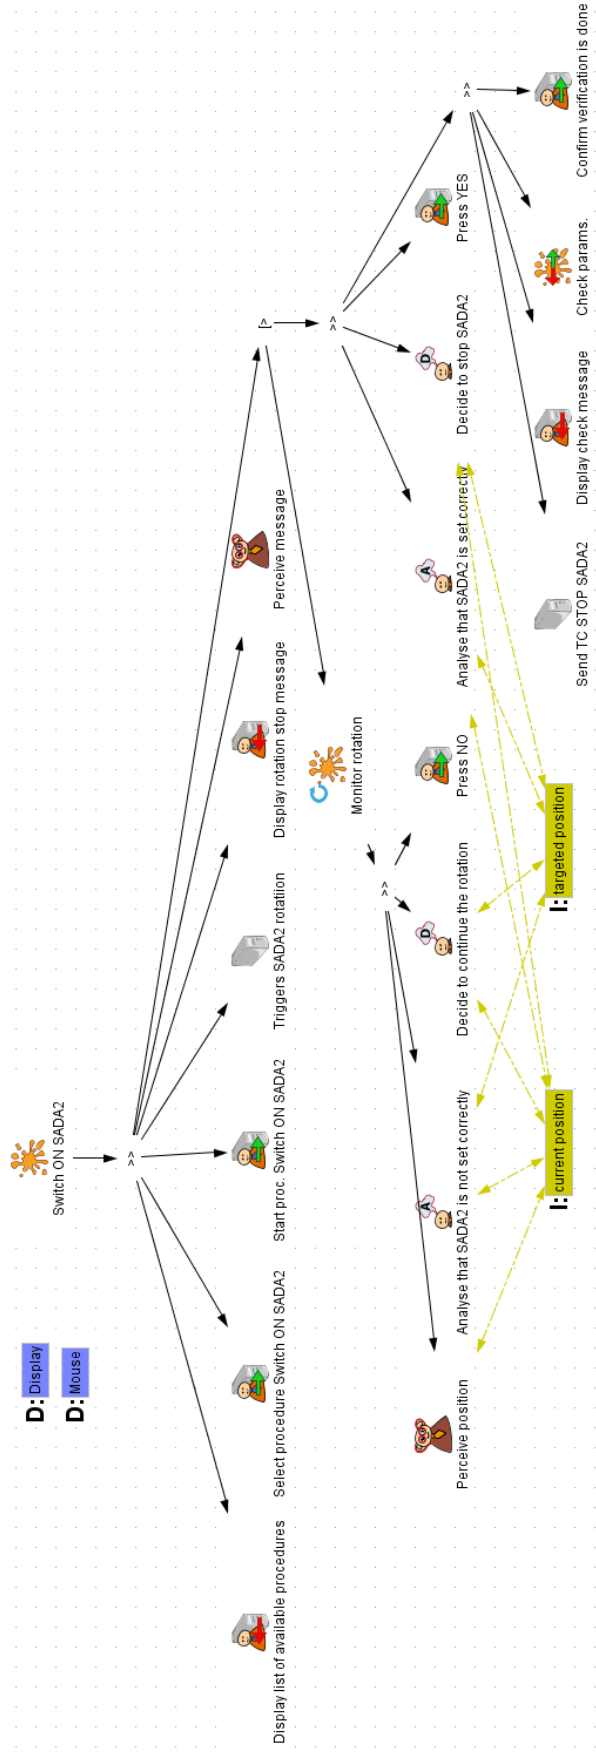 Switch ON SADA2
D: Display
D: Mouse
>>
Display list of available procedures
Select procedure Switch ON SADA2
Start proc. Switch ON SADA2
Triggers SADA2 rotatiion
Display rotation stop message
Perceive message
[>
Monitor rotation
>>
>>
Perceive position
A
Analyse that SADA2 is not set correctly
D
Decide to continue the rotation
Press NO
A
Analyse that SADA2 is set correctly
D
Decide to stop SADA2
Press YES
>>
I: current position
I: targeted position
Send TC STOP SADA2
Display check message
Check params.
Confirm verification is done